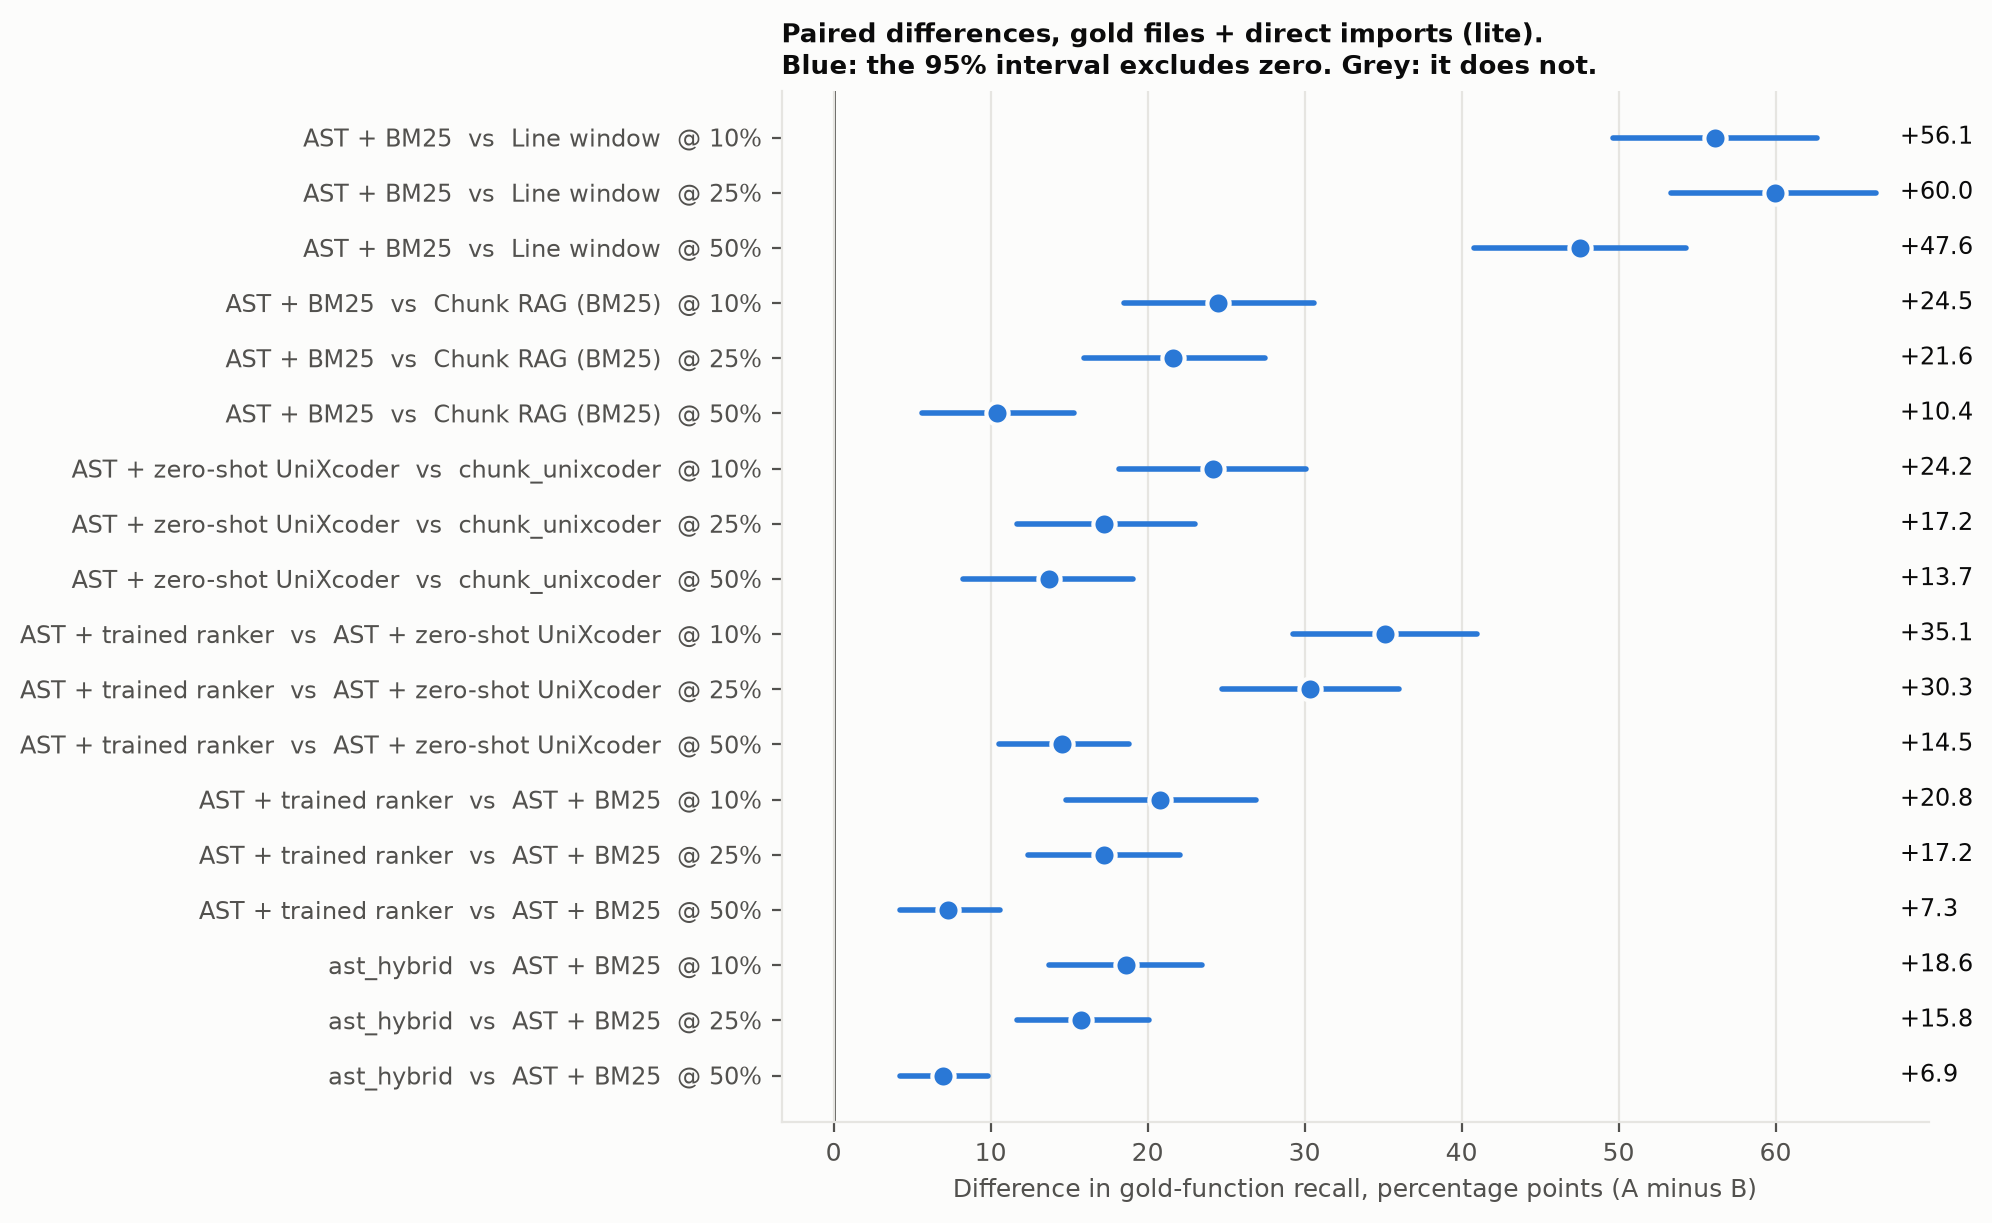 Paired differences, gold files + direct imports (lite).
Blue: the 95% interval excludes zero. Grey: it does not.
AST + BM25 vs Line window @ 10% +56.1
AST + BM25 vs Line window @ 25% +60.0
AST + BM25 vs Line window @ 50% +47.6
AST + BM25 vs Chunk RAG (BM25) @ 10% +24.5
AST + BM25 vs Chunk RAG (BM25) @ 25% +21.6
AST + BM25 vs Chunk RAG (BM25) @ 50% +10.4
AST + zero-shot UniXcoder vs chunk_unixcoder @ 10% +24.2
AST + zero-shot UniXcoder vs chunk_unixcoder @ 25% +17.2
AST + zero-shot UniXcoder vs chunk_unixcoder @ 50% +13.7
AST + trained ranker vs AST + zero-shot UniXcoder @ 10% +35.1
AST + trained ranker vs AST + zero-shot UniXcoder @ 25% +30.3
AST + trained ranker vs AST + zero-shot UniXcoder @ 50% +14.5
AST + trained ranker vs AST + BM25 @ 10% +20.8
AST + trained ranker vs AST + BM25 @ 25% +17.2
AST + trained ranker vs AST + BM25 @ 50% +7.3
ast_hybrid vs AST + BM25 @ 10% +18.6
ast_hybrid vs AST + BM25 @ 25% +15.8
ast_hybrid vs AST + BM25 @ 50% +6.9
0 10 20 30 40 50 60
Difference in gold-function recall, percentage points (A minus B)